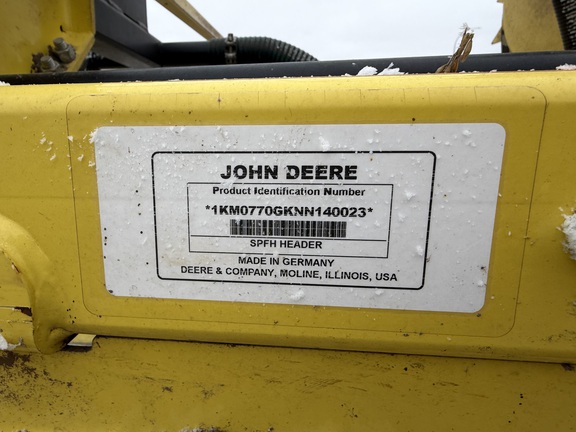 JOHN DEERE
Product Identification Number
*1KM0770GKNN140023*
SPFH HEADER
MADE IN GERMANY
DEERE & COMPANY, MOLINE, ILLINOIS, USA